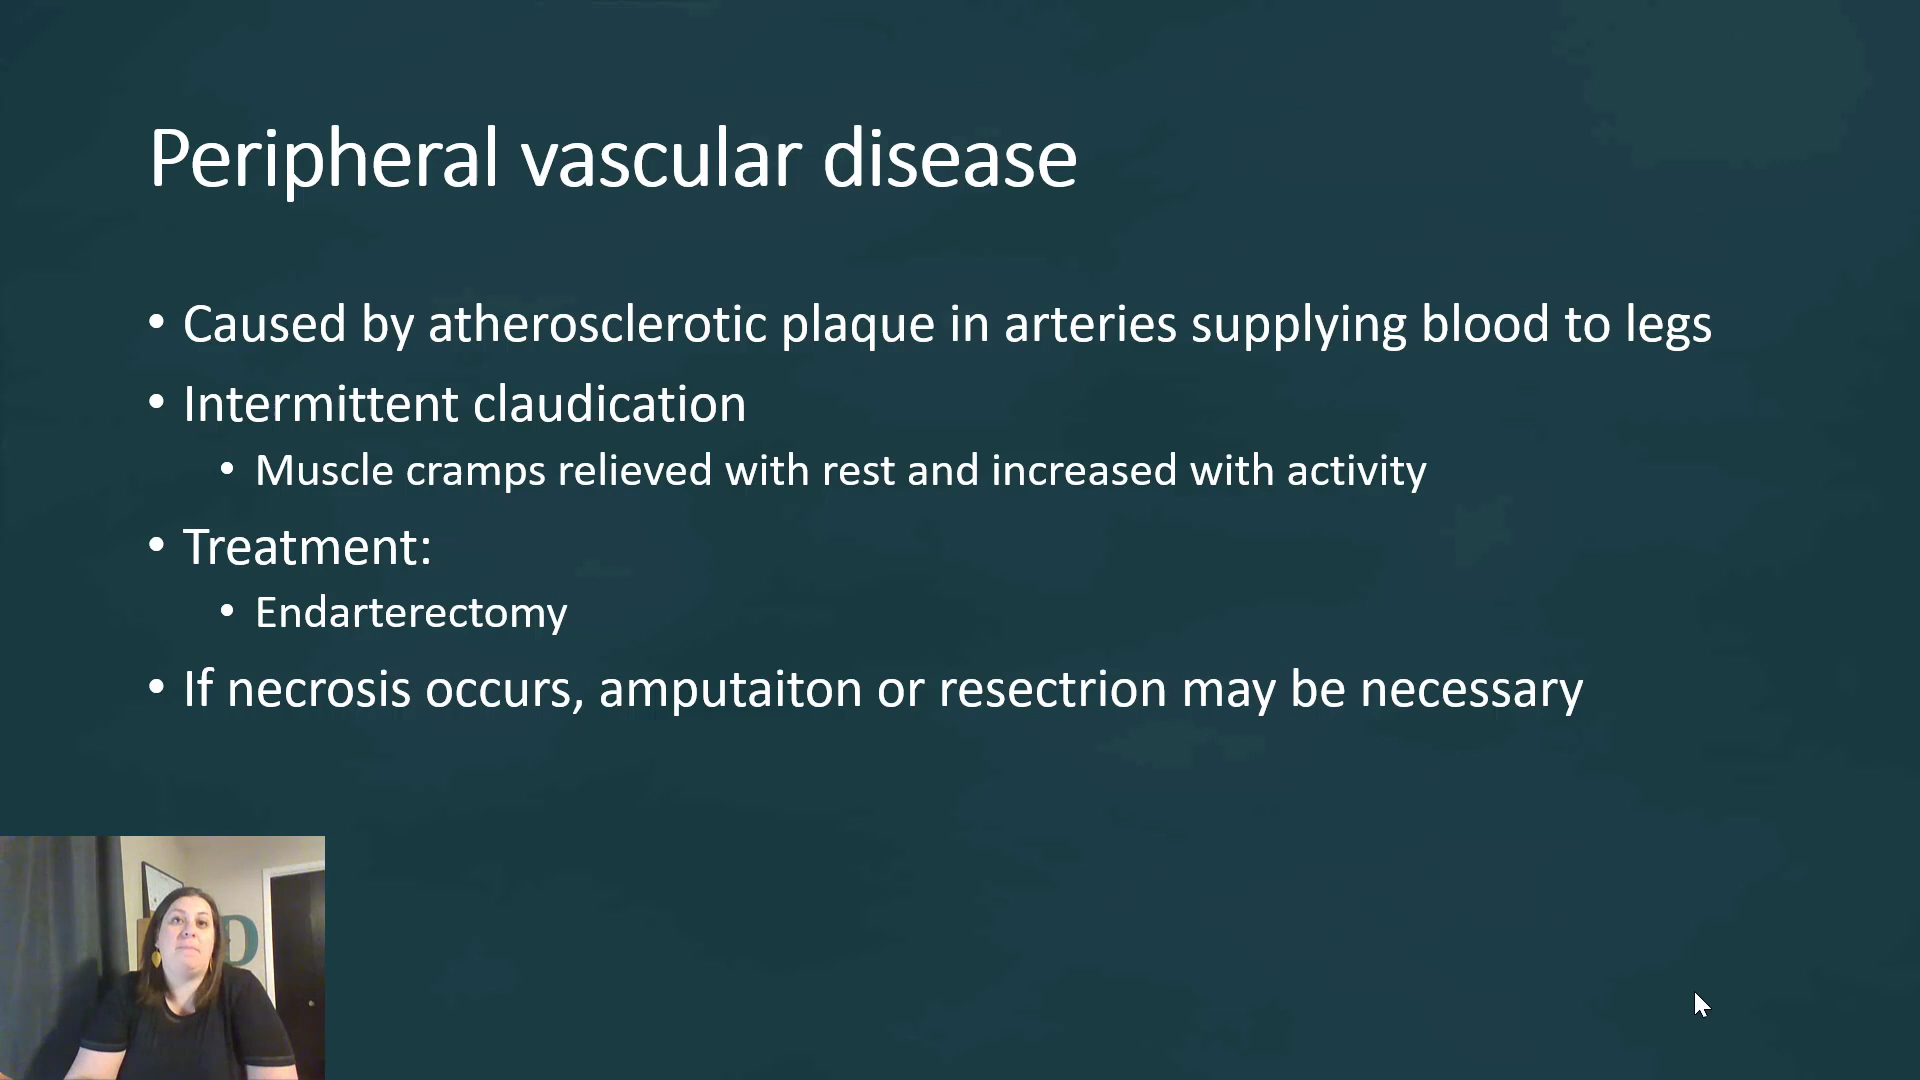 Peripheral vascular disease
• Caused by atherosclerotic plaque in arteries supplying blood to legs
• Intermittent claudication
• Muscle cramps relieved with rest and increased with activity
• Treatment:
• Endarterectomy
• If necrosis occurs, amputaiton or resectrion may be necessary
D